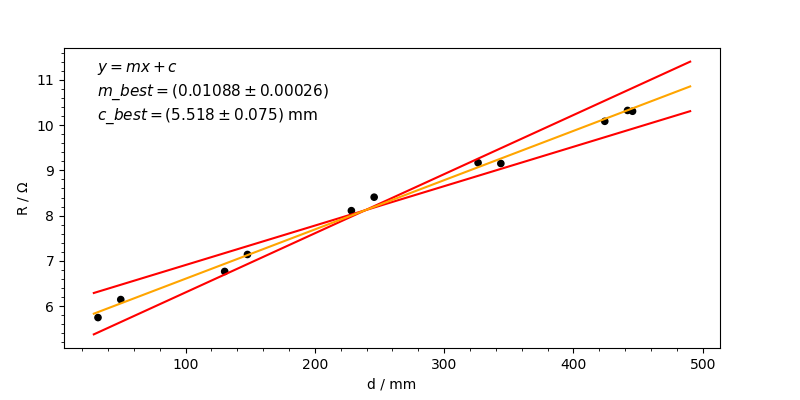 y = mx + c
m_best = (0.01088 ± 0.00026)
c_best = (5.518 ± 0.075) mm
11
10
9
8
7
6
R / Ω
100 200 300 400 500
d / mm